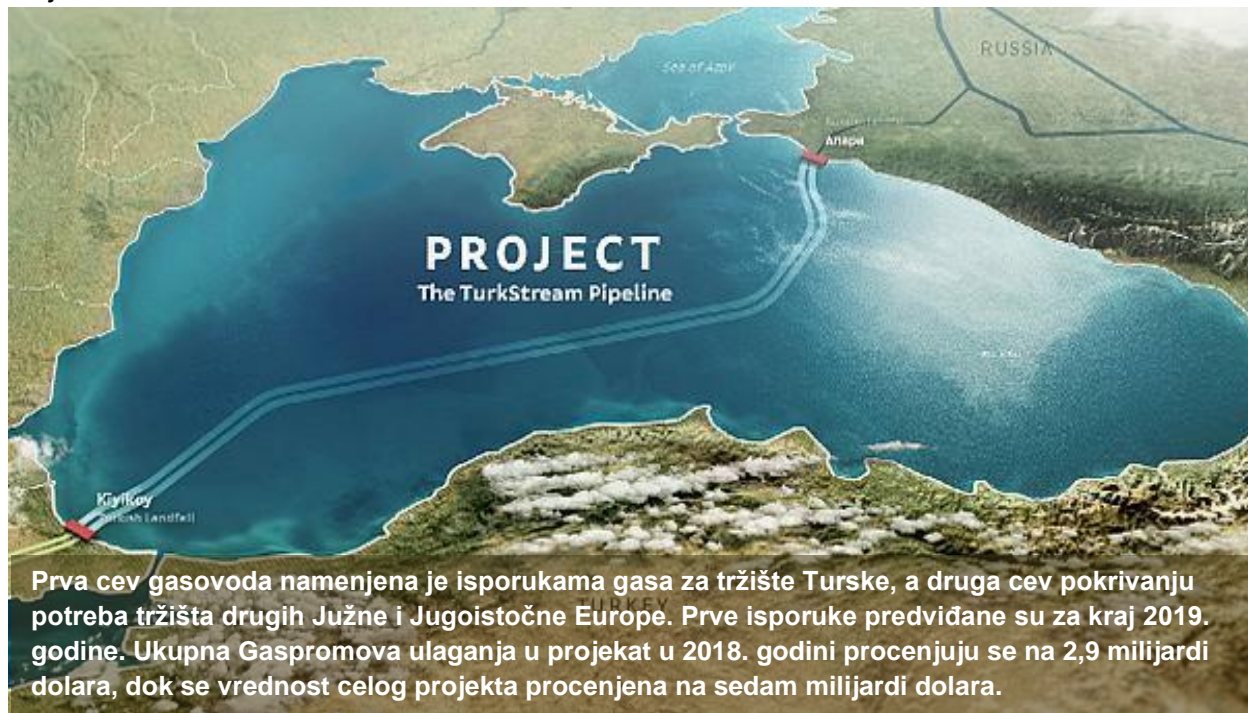 Sea of Azov
RUSSIA
Anapa
PROJECT
The TurkStream Pipeline
Kiyikoy
Turkish Landfall
TURKEY
Prva cev gasovoda namenjena je isporukama gasa za tržište Turske, a druga cev pokrivanju
potreba tržišta drugih Južne i Jugoistočne Europe. Prve isporuke predviđane su za kraj 2019.
godine. Ukupna Gaspromova ulaganja u projekat u 2018. godini procenjuju se na 2,9 milijardi
dolara, dok se vrednost celog projekta procenjena na sedam milijardi dolara.